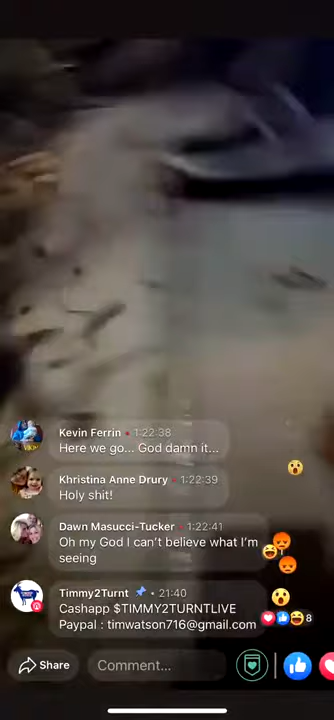 Kevin Ferrin • 1:22:38
Here we go... God damn it...
Khristina Anne Drury • 1:22:39
Holy shit!
Dawn Masucci-Tucker • 1:22:41
Oh my God I can't believe what I'm
seeing
Timmy2Turnt 📌 • 21:40
Cashapp $TIMMY2TURNTLIVE
Paypal : timwatson716@gmail.com
8
Share
Comment...